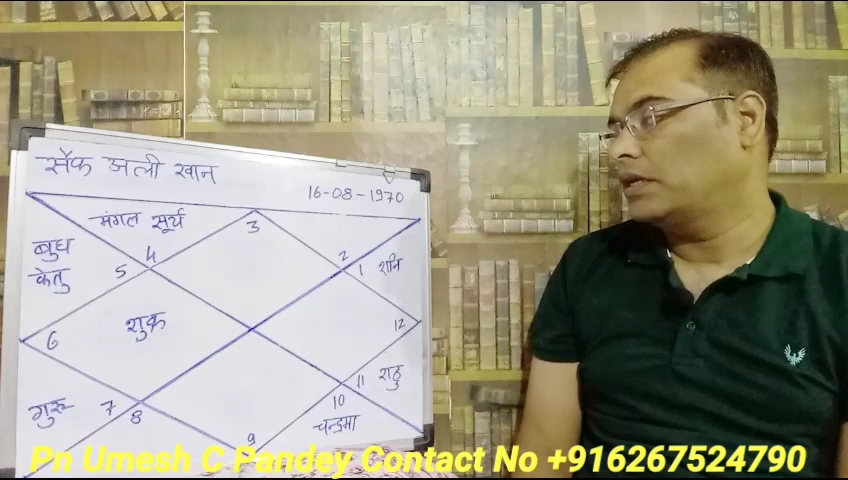 सैफ अली खान
16-08-1970
मंगल सूर्य
3
बुध
4
2
केतु
5
1 शनि
शुक्र
12
6
11 राहु
गुरू
7
8
10
चन्द्रमा
9
Pn Umesh C Pandey Contact No +916267524790